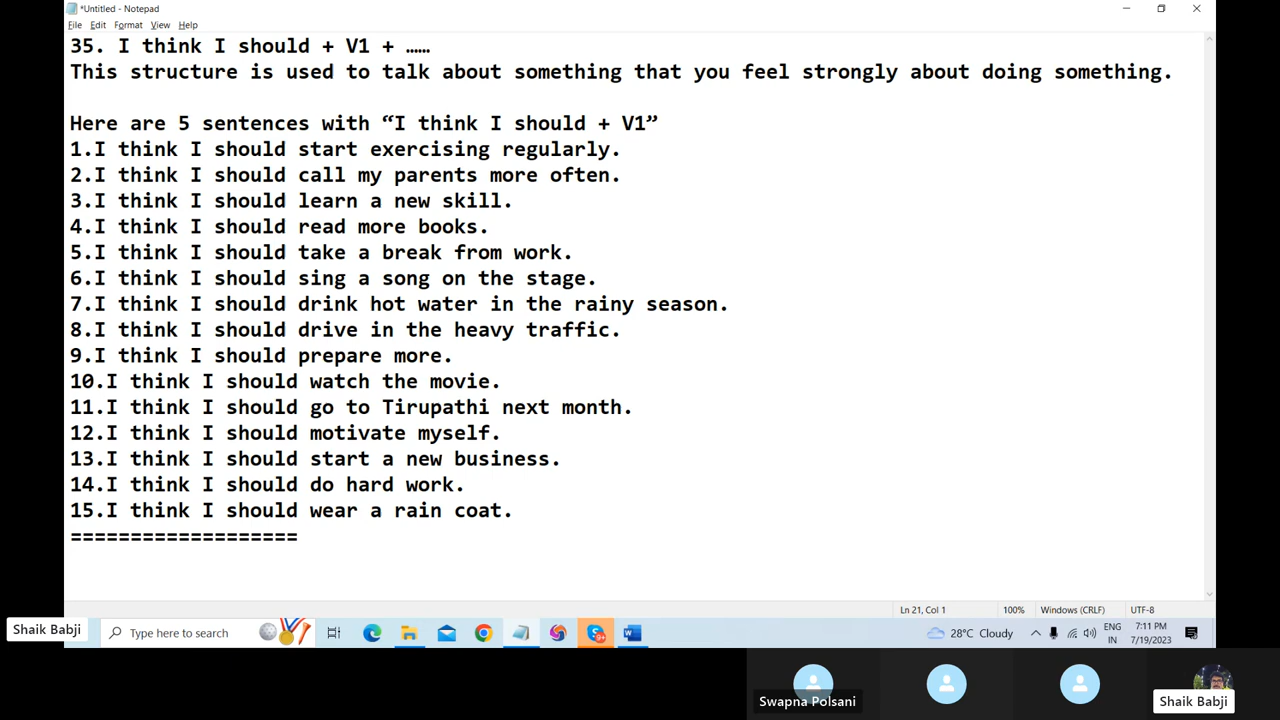 *Untitled - Notepad
File Edit Format View Help
35. I think I should + V1 + ……
This structure is used to talk about something that you feel strongly about doing something.
Here are 5 sentences with “I think I should + V1”
1.I think I should start exercising regularly.
2.I think I should call my parents more often.
3.I think I should learn a new skill.
4.I think I should read more books.
5.I think I should take a break from work.
6.I think I should sing a song on the stage.
7.I think I should drink hot water in the rainy season.
8.I think I should drive in the heavy traffic.
9.I think I should prepare more.
10.I think I should watch the movie.
11.I think I should go to Tirupathi next month.
12.I think I should motivate myself.
13.I think I should start a new business.
14.I think I should do hard work.
15.I think I should wear a rain coat.
===================
Ln 21, Col 1 100% Windows (CRLF) UTF-8
Shaik Babji
Type here to search
28°C Cloudy
ENG
IN
7:11 PM
7/19/2023
Swapna Polsani
Shaik Babji